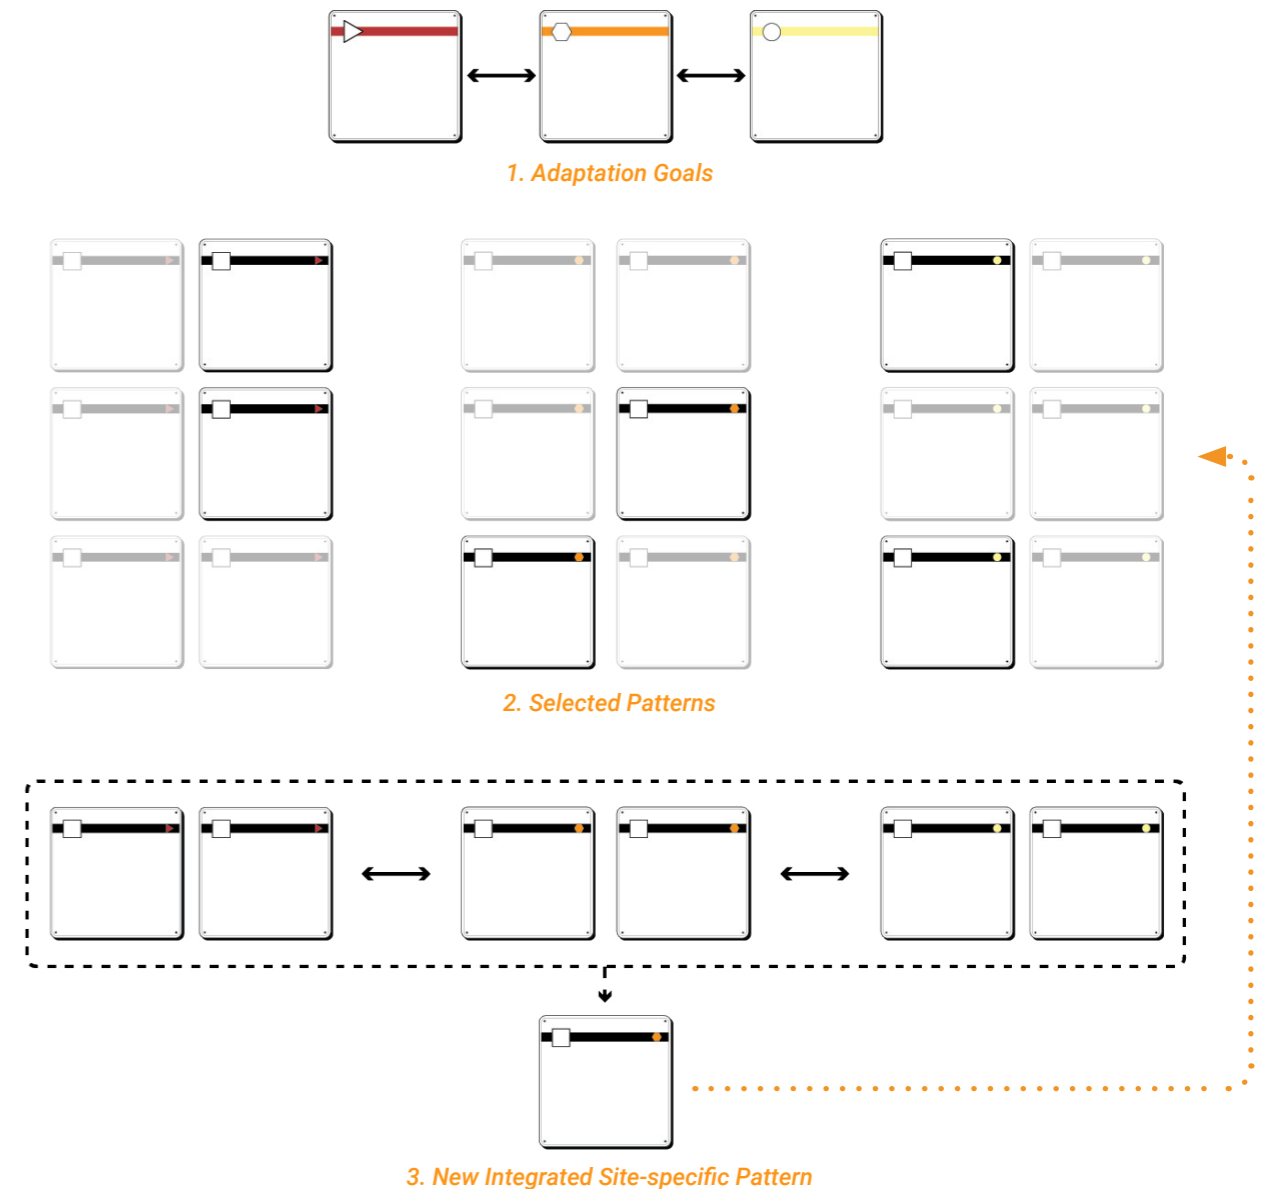 1. Adaptation Goals
2. Selected Patterns
3. New Integrated Site-specific Pattern